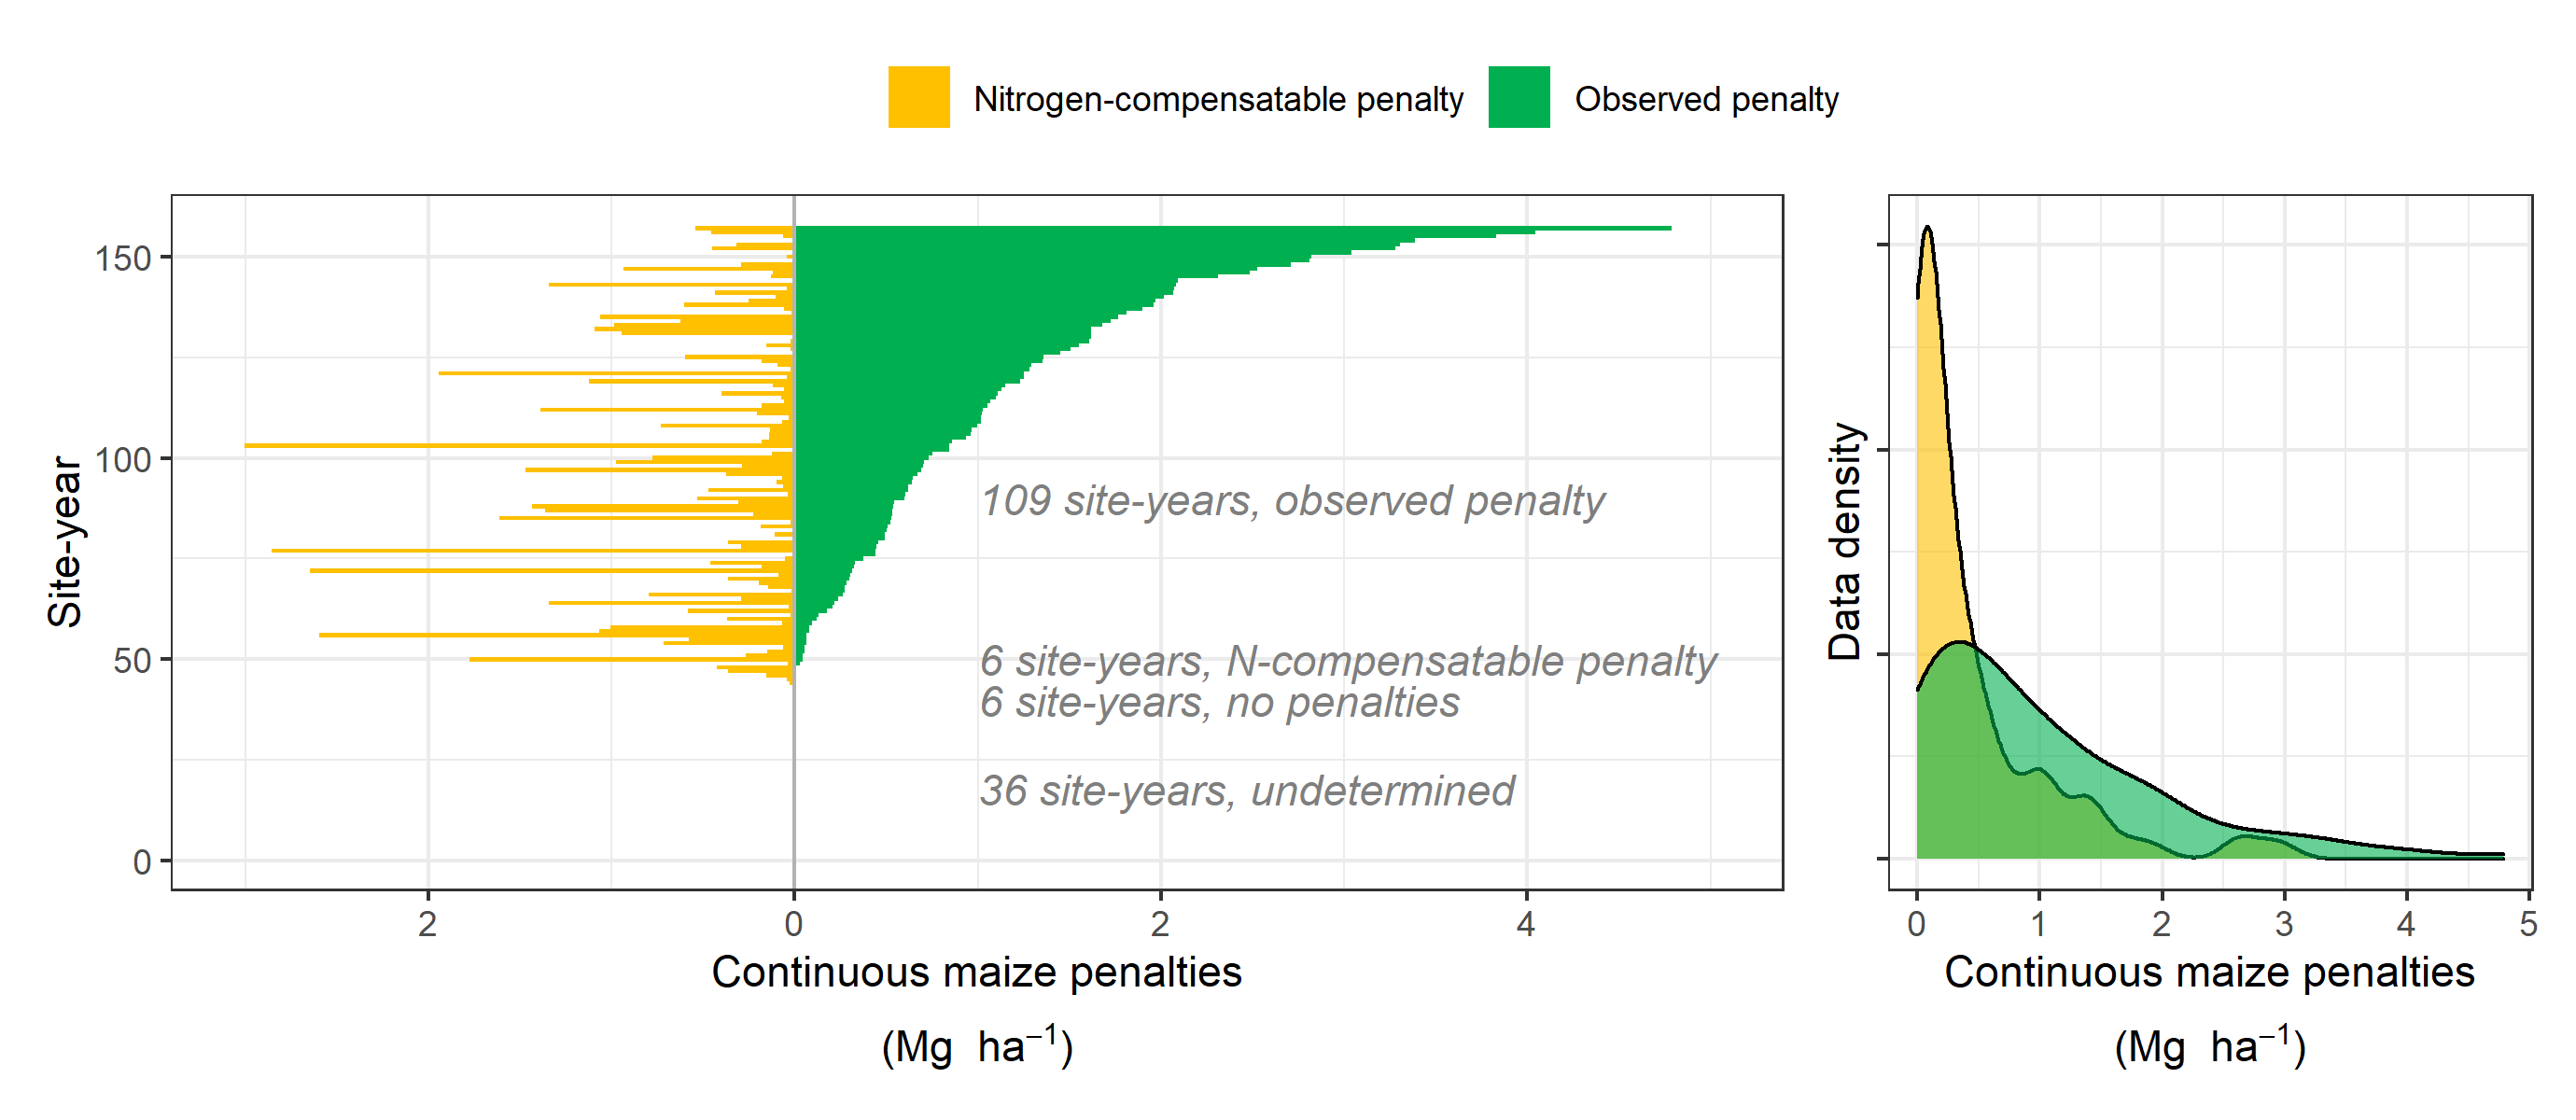 Nitrogen-compensatable penalty
Observed penalty
150
100
50
0
Site-year
109 site-years, observed penalty
6 site-years, N-compensatable penalty
6 site-years, no penalties
36 site-years, undetermined
2 0 2 4
Continuous maize penalties
(Mg ha⁻¹)
Data density
0 1 2 3 4 5
Continuous maize penalties
(Mg ha⁻¹)